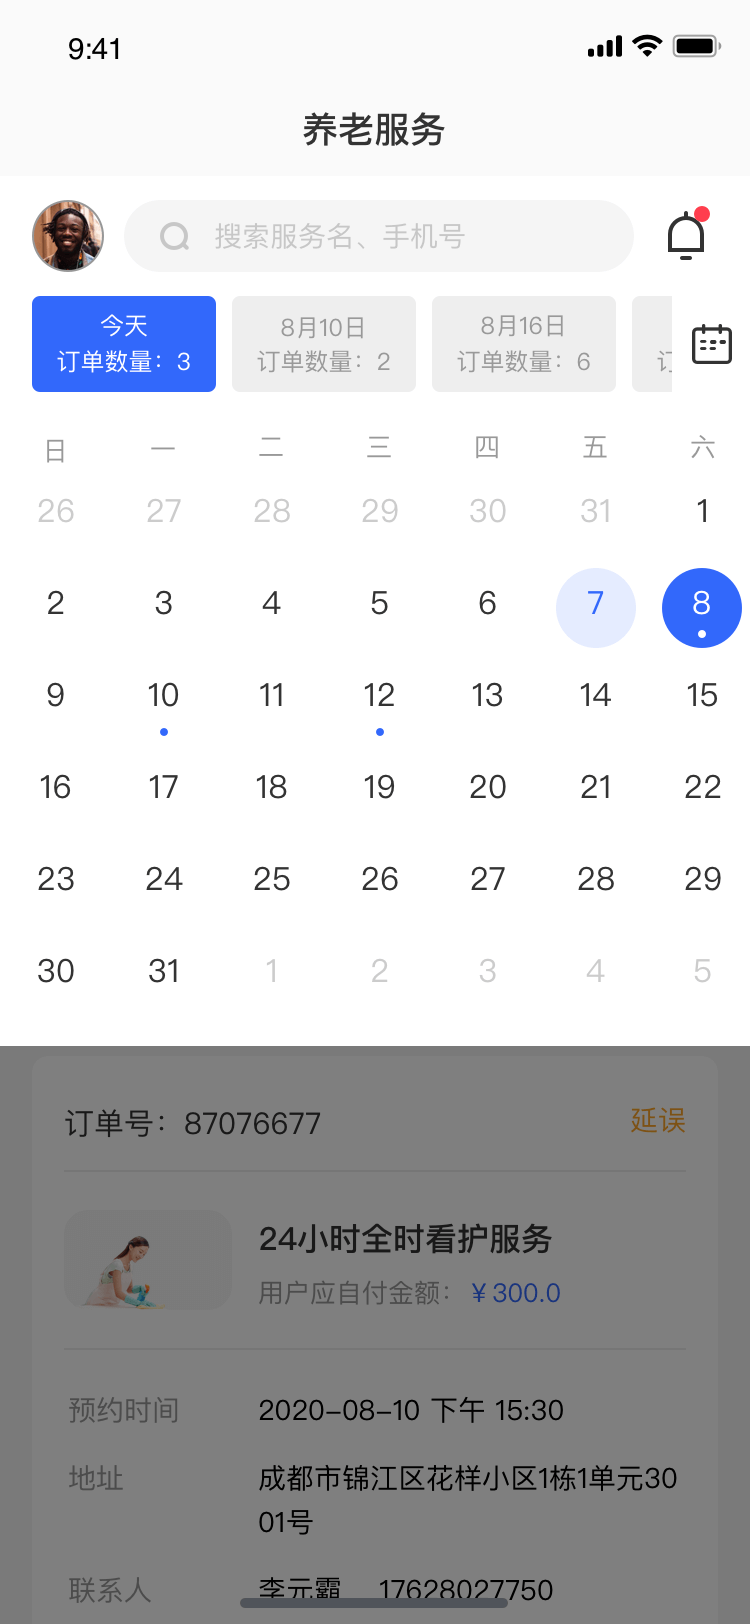 9:41
养老服务
搜索服务名、手机号
今天
订单数量：3
8月10日
订单数量：2
8月16日
订单数量：6
订
日 一 二 三 四 五 六
26 27 28 29 30 31 1
2 3 4 5 6 7 8
9 10 11 12 13 14 15
16 17 18 19 20 21 22
23 24 25 26 27 28 29
30 31 1 2 3 4 5
订单号：87076677 延误
24小时全时看护服务
用户应自付金额：￥300.0
预约时间 2020-08-10 下午 15:30
地址 成都市锦江区花样小区1栋1单元30
01号
联系人 李元霸 17628027750